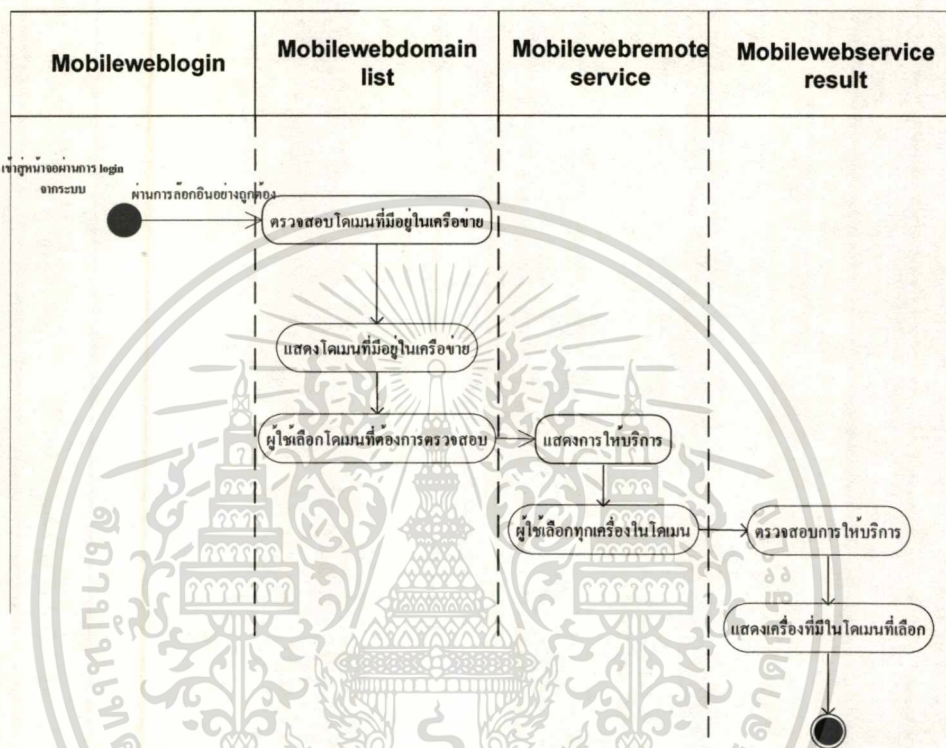 Mobileweblogin
Mobilewebdomain
list
Mobilewebremote
service
Mobilewebservice
result
เข้าสู่หน้าจอผ่านการ login
จากระบบ
ผ่านการล็อกอินอย่างถูกต้อง
ตรวจสอบโดเมนที่มีอยู่ในเครือข่าย
แสดงโดเมนที่มีอยู่ในเครือข่าย
ผู้ใช้เลือกโดเมนที่ต้องการตรวจสอบ
แสดงการให้บริการ
ผู้ใช้เลือกทุกเครื่องในโดเมน
ตรวจสอบการให้บริการ
แสดงเครื่องที่มีในโดเมนที่เลือก